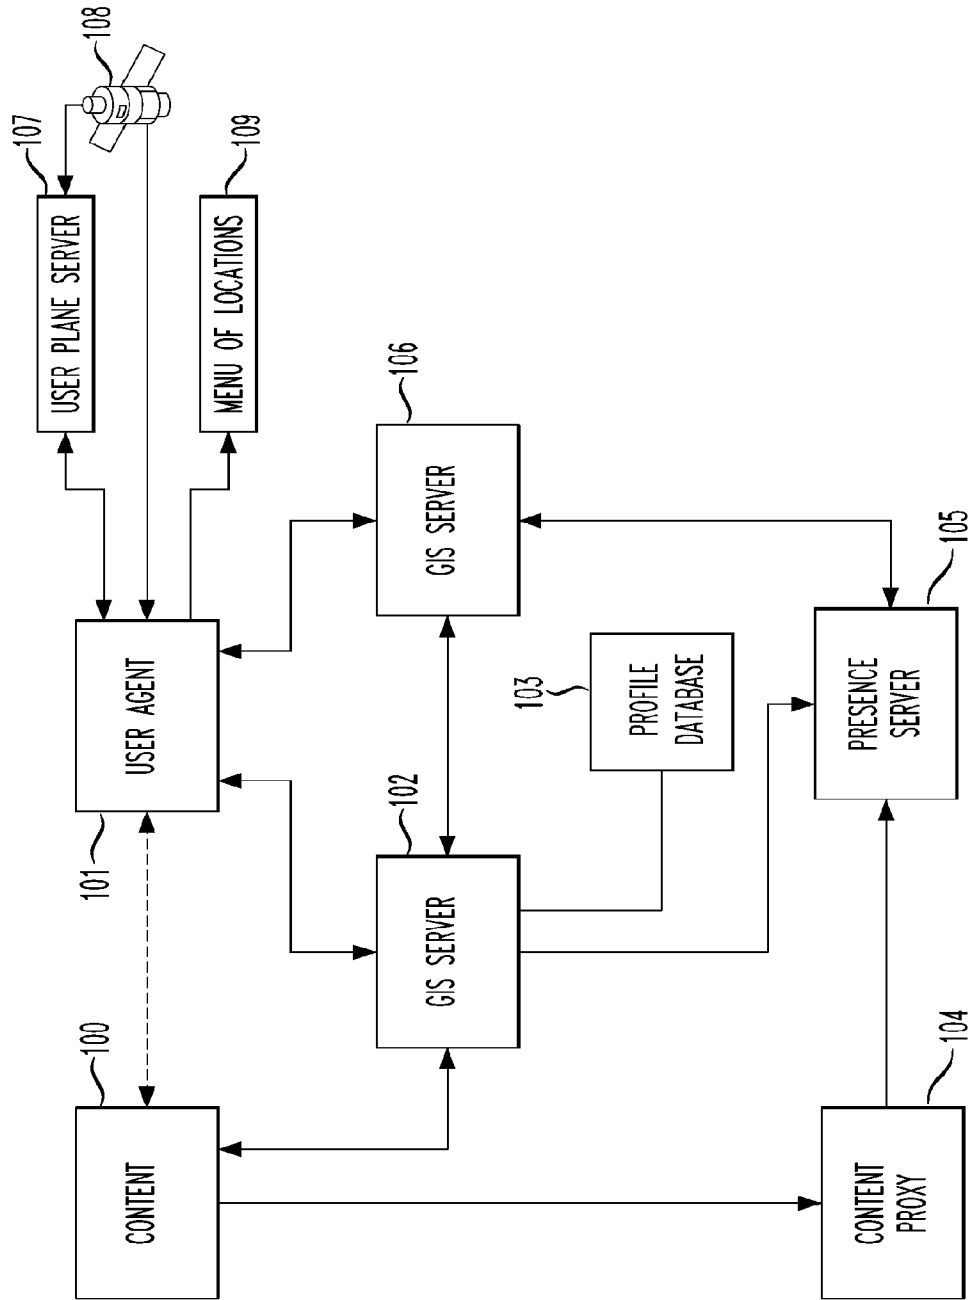 100
CONTENT
101
USER AGENT
107
USER PLANE SERVER
108
109
MENU OF LOCATIONS
102
GIS SERVER
106
GIS SERVER
103
PROFILE
DATABASE
104
CONTENT
PROXY
105
PRESENCE
SERVER